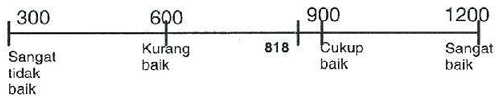 300 600 900 1200
818
Sangat tidak baik
Kurang baik
Cukup baik
Sangat baik